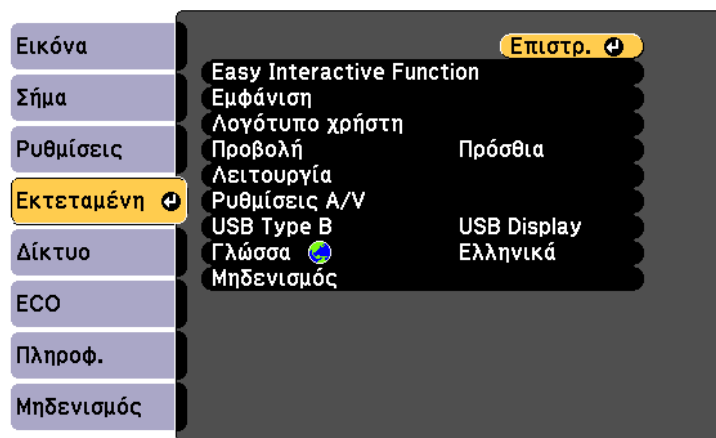 Εικόνα
Σήμα
Ρυθμίσεις
Εκτεταμένη
Δίκτυο
ECO
Πληροφ.
Μηδενισμός
Επιστρ.
Easy Interactive Function
Εμφάνιση
Λογότυπο χρήστη
Προβολή Πρόσθια
Λειτουργία
Ρυθμίσεις A/V
USB Type B USB Display
Γλώσσα Ελληνικά
Μηδενισμός